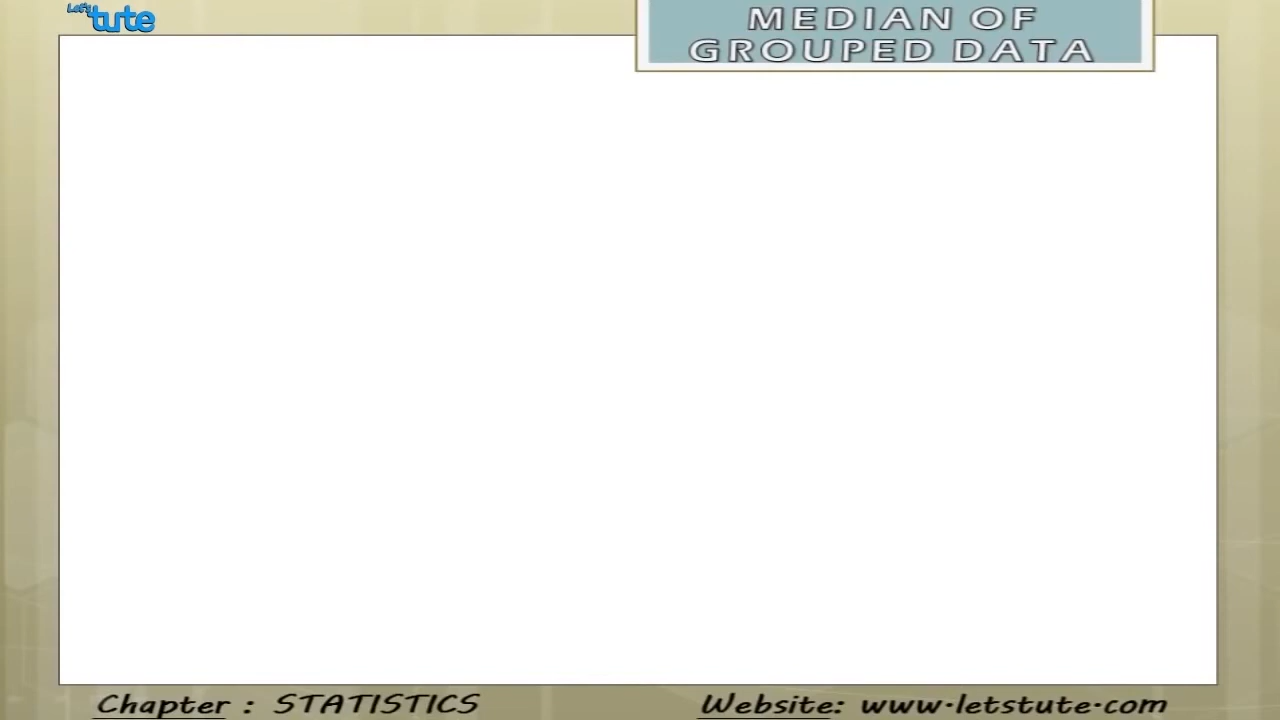 Let's
tute
MEDIAN OF
GROUPED DATA
Chapter : STATISTICS
Website: www.letstute.com